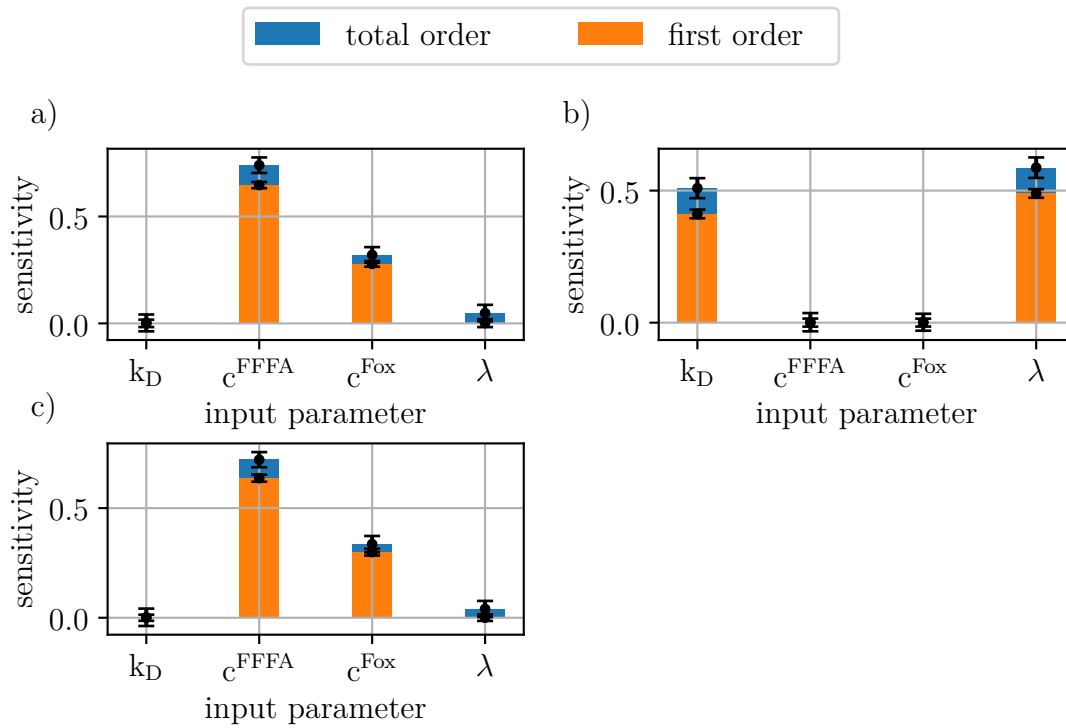 total order first order
a)
sensitivity
0.5
0.0
k_D c^FFFA c^Fox λ
input parameter
b)
sensitivity
0.5
0.0
k_D c^FFFA c^Fox λ
input parameter
c)
sensitivity
0.5
0.0
k_D c^FFFA c^Fox λ
input parameter